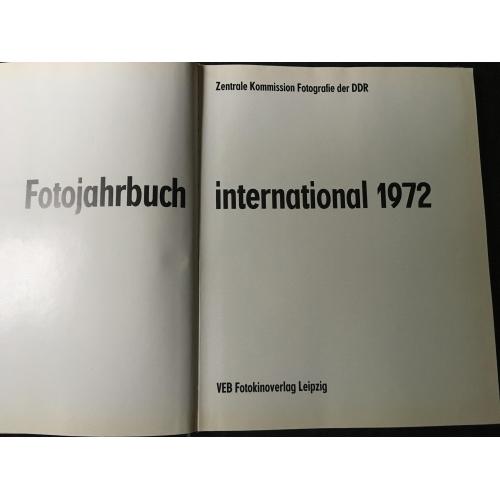 Zentrale Kommission Fotografie der DDR
Fotojahrbuch international 1972
VEB Fotokinoverlag Leipzig